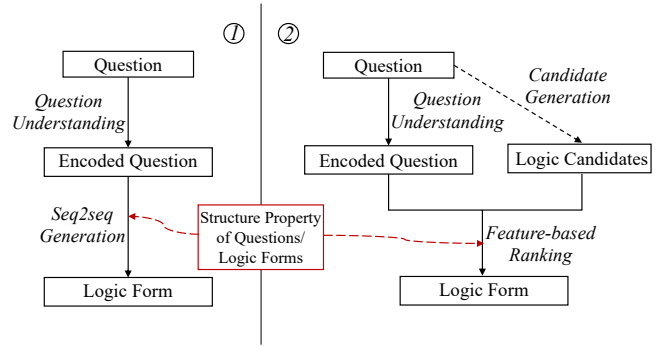 ①
Question
Question
Understanding
Encoded Question
Seq2seq
Generation
Logic Form
Structure Property
of Questions/
Logic Forms
②
Question
Candidate
Generation
Question
Understanding
Encoded Question
Logic Candidates
Feature-based
Ranking
Logic Form